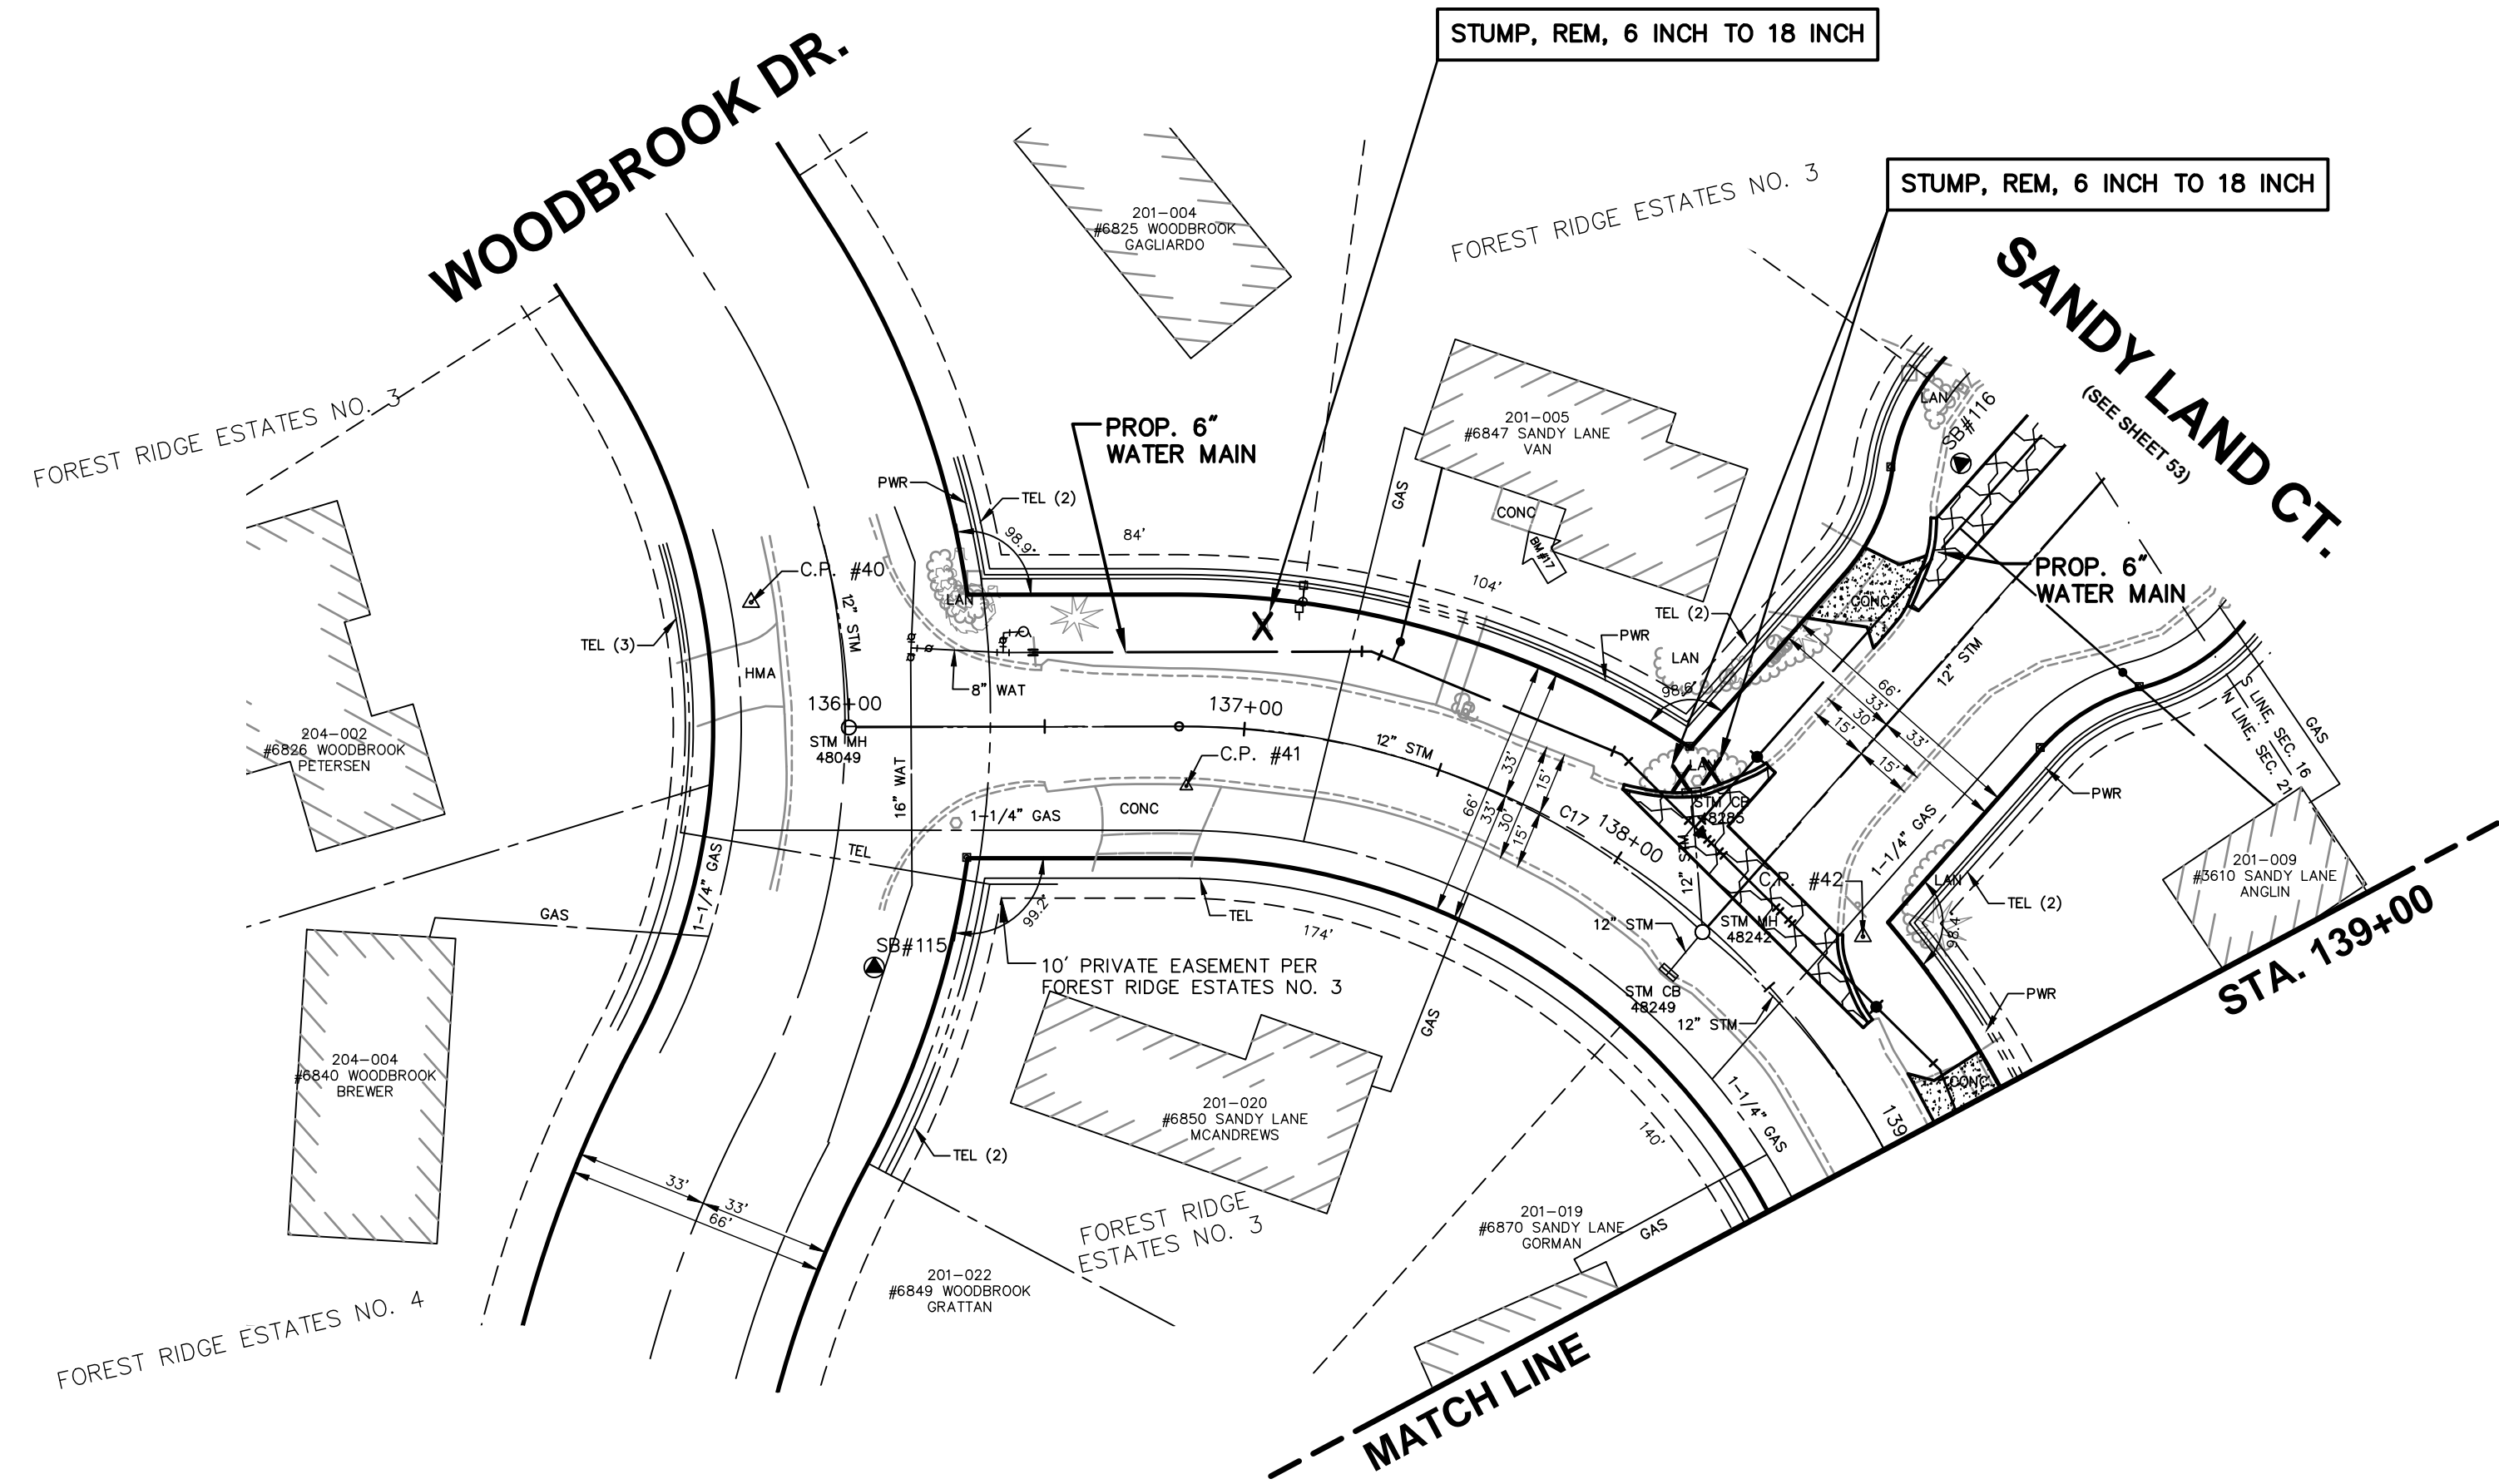 STUMP, REM, 6 INCH TO 18 INCH
WOODBROOK DR.
STUMP, REM, 6 INCH TO 18 INCH
FOREST RIDGE ESTATES NO. 3
201-004
#6825 WOODBROOK
GAGLIARDO
SANDY LAND CT.
(SEE SHEET 53)
FOREST RIDGE ESTATES NO. 3
LAN
SB#116
201-005
#6847 SANDY LANE
VAN
PROP. 6"
WATER MAIN
PWR
TEL (2)
GAS
CONC
BM #17
84'
98.9°
104'
C.P. #40
LAN
12" STM
TEL (3)
HMA
TEL (2)
PWR
LAN
98.6°
CONC
PROP. 6"
WATER MAIN
12" STM
66'
33'
30'
15'
33'
15'
S LINE, SEC. 16
N LINE, SEC. 21
GAS
8" WAT
136+00
137+00
STM MH
48049
C.P. #41
12" STM
16" WAT
204-002
#6826 WOODBROOK
PETERSEN
CONC
1-1/4" GAS
33'
15'
66'
33'
30'
15'
C17
138+00
LAN
STM CB
48285
12" STM
PWR
1-1/4" GAS
TEL
1-1/4" GAS
C.P. #42
LAN
201-009
#3610 SANDY LANE
ANGLIN
TEL (2)
98.4°
STA. 139+00
GAS
99.2°
TEL
174'
12" STM
STM MH
48242
SB#115
10' PRIVATE EASEMENT PER
FOREST RIDGE ESTATES NO. 3
STM CB
48249
12" STM
PWR
GAS
204-004
#6840 WOODBROOK
BREWER
201-020
#6850 SANDY LANE
MCANDREWS
TEL (2)
140'
1-1/4" GAS
139
CONC
33'
33'
66'
FOREST RIDGE
ESTATES NO. 3
201-019
#6870 SANDY LANE
GORMAN
GAS
201-022
#6849 WOODBROOK
GRATTAN
FOREST RIDGE ESTATES NO. 4
MATCH LINE